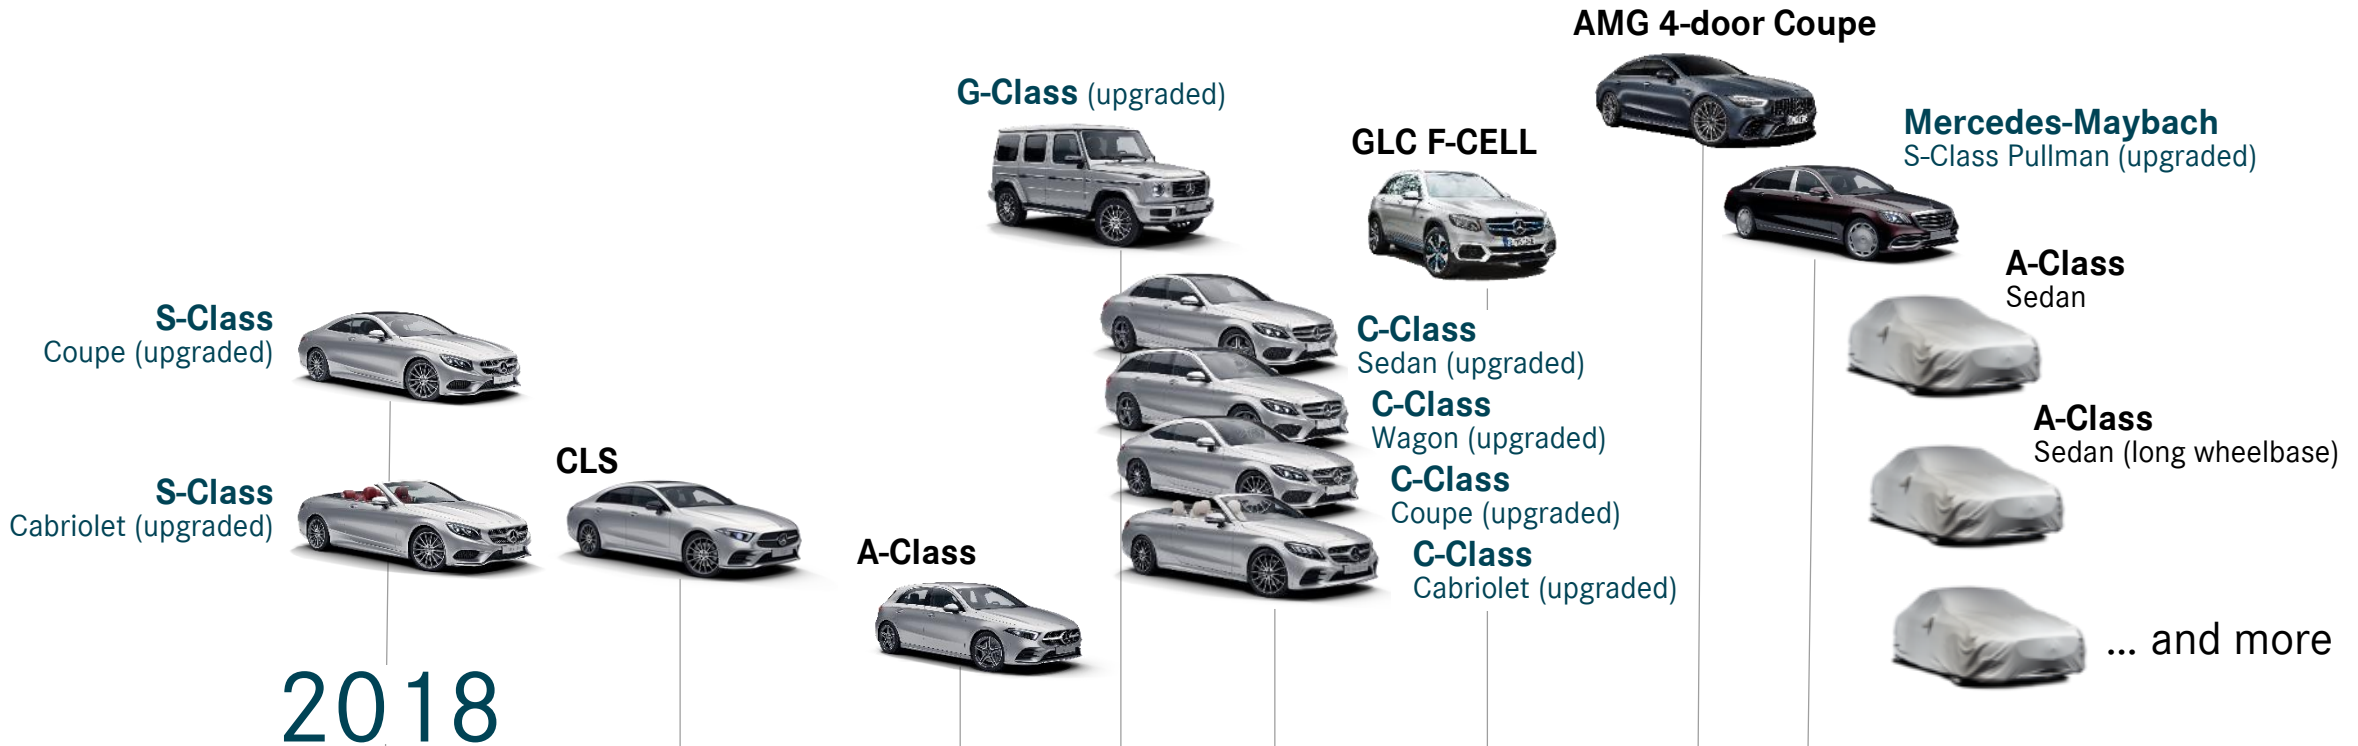 AMG 4-door Coupe
G-Class (upgraded)
Mercedes-Maybach
S-Class Pullman (upgraded)
GLC F-CELL
A-Class
Sedan
S-Class
Coupe (upgraded)
C-Class
Sedan (upgraded)
C-Class
Wagon (upgraded)
A-Class
Sedan (long wheelbase)
CLS
S-Class
Cabriolet (upgraded)
C-Class
Coupe (upgraded)
A-Class
C-Class
Cabriolet (upgraded)
... and more
2018